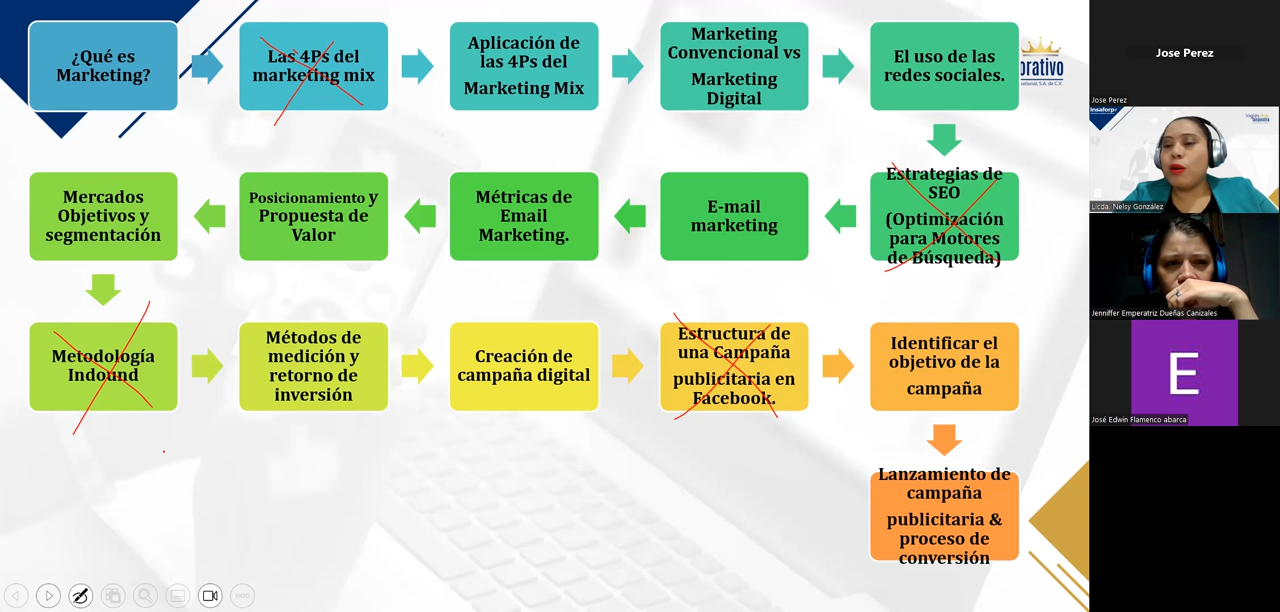 ¿Qué es
Marketing?
Las 4Ps del
marketing mix
Aplicación de
las 4Ps del
Marketing Mix
Marketing
Convencional vs
Marketing
Digital
El uso de las
redes sociales.
Estrategias de
SEO
(Optimización
para Motores
de Búsqueda)
E-mail
marketing
Métricas de
Email
Marketing.
Posicionamiento y
Propuesta de
Valor
Mercados
Objetivos y
segmentación
Metodología
Indound
Métodos de
medición y
retorno de
inversión
Creación de
campaña digital
Estructura de
una Campaña
publicitaria en
Facebook.
Identificar el
objetivo de la
campaña
Lanzamiento de
campaña
publicitaria &
proceso de
conversión
Jose Perez
Jose Perez
Insaforp
Licda. Nelsy González
Jenniffer Emperatriz Dueñas Canizales
E
José Edwin Flamenco abarca